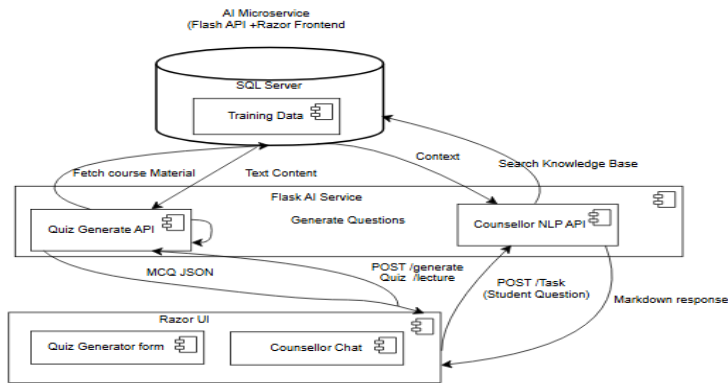 AI Microservice
(Flash API +Razor Frontend
SQL Server
Training Data
Fetch course Material
Text Content
Context
Search Knowledge Base
Flask AI Service
Quiz Generate API
Generate Questions
Counsellor NLP API
MCQ JSON
POST /generate
Quiz /lecture
POST /Task
(Student Question)
Markdown response
Razor UI
Quiz Generator form
Counsellor Chat